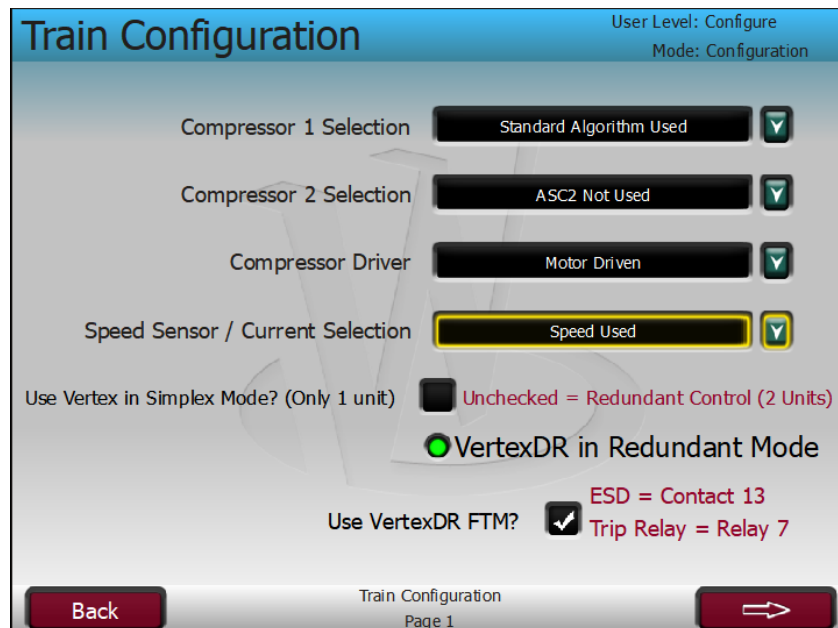 Train Configuration
User Level: Configure
Mode: Configuration
Compressor 1 Selection
Standard Algorithm Used
Compressor 2 Selection
ASC2 Not Used
Compressor Driver
Motor Driven
Speed Sensor / Current Selection
Speed Used
Use Vertex in Simplex Mode? (Only 1 unit)
Unchecked = Redundant Control (2 Units)
VertexDR in Redundant Mode
Use VertexDR FTM?
ESD = Contact 13
Trip Relay = Relay 7
Back
Train Configuration
Page 1